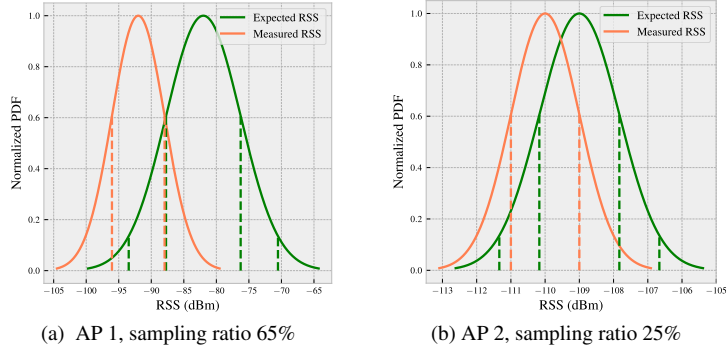 Expected RSS
Measured RSS
1.0
0.8
0.6
0.4
0.2
0.0
Normalized PDF
−105 −100 −95 −90 −85 −80 −75 −70 −65
RSS (dBm)
(a) AP 1, sampling ratio 65%
Expected RSS
Measured RSS
1.0
0.8
0.6
0.4
0.2
0.0
Normalized PDF
−113 −112 −111 −110 −109 −108 −107 −106 −105
RSS (dBm)
(b) AP 2, sampling ratio 25%